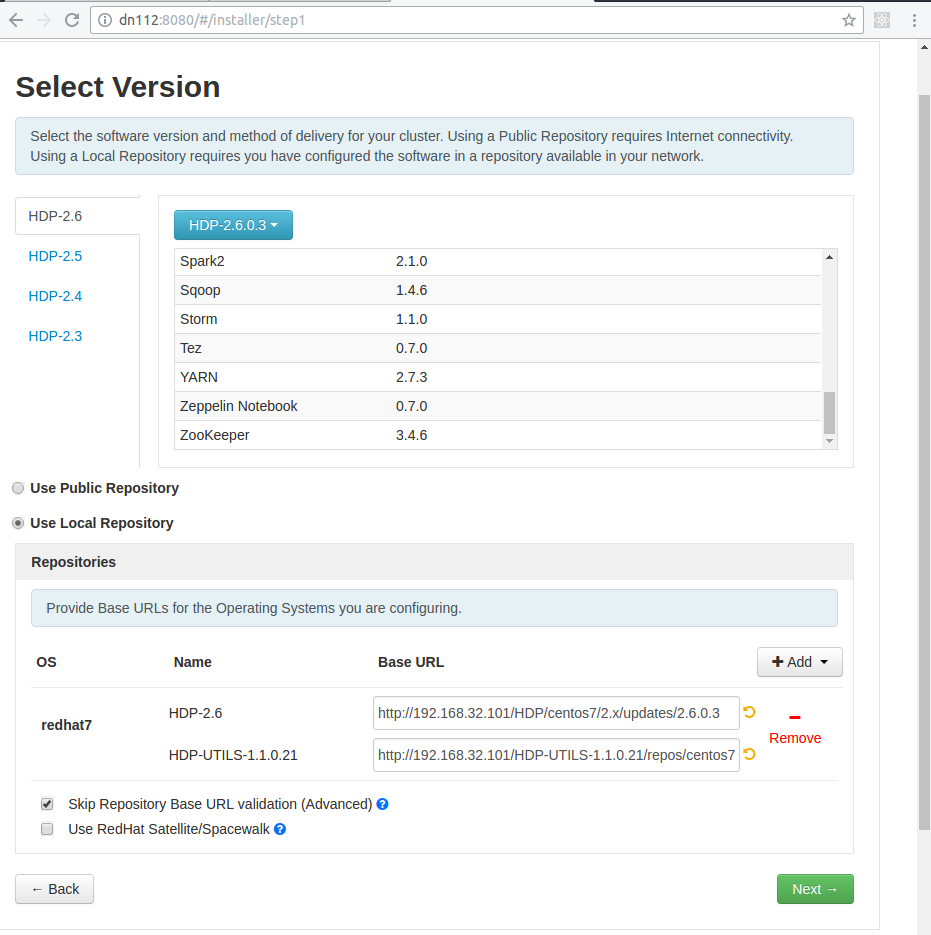 dn112:8080/#/installer/step1
Select Version
Select the software version and method of delivery for your cluster. Using a Public Repository requires Internet connectivity.
Using a Local Repository requires you have configured the software in a repository available in your network.
HDP-2.6
HDP-2.5
HDP-2.4
HDP-2.3
HDP-2.6.0.3
Spark2 2.1.0
Sqoop 1.4.6
Storm 1.1.0
Tez 0.7.0
YARN 2.7.3
Zeppelin Notebook 0.7.0
ZooKeeper 3.4.6
Use Public Repository
Use Local Repository
Repositories
Provide Base URLs for the Operating Systems you are configuring.
OS Name Base URL + Add
redhat7
HDP-2.6 http://192.168.32.101/HDP/centos7/2.x/updates/2.6.0.3
Remove
HDP-UTILS-1.1.0.21 http://192.168.32.101/HDP-UTILS-1.1.0.21/repos/centos7
Skip Repository Base URL validation (Advanced) ?
Use RedHat Satellite/Spacewalk ?
← Back Next →